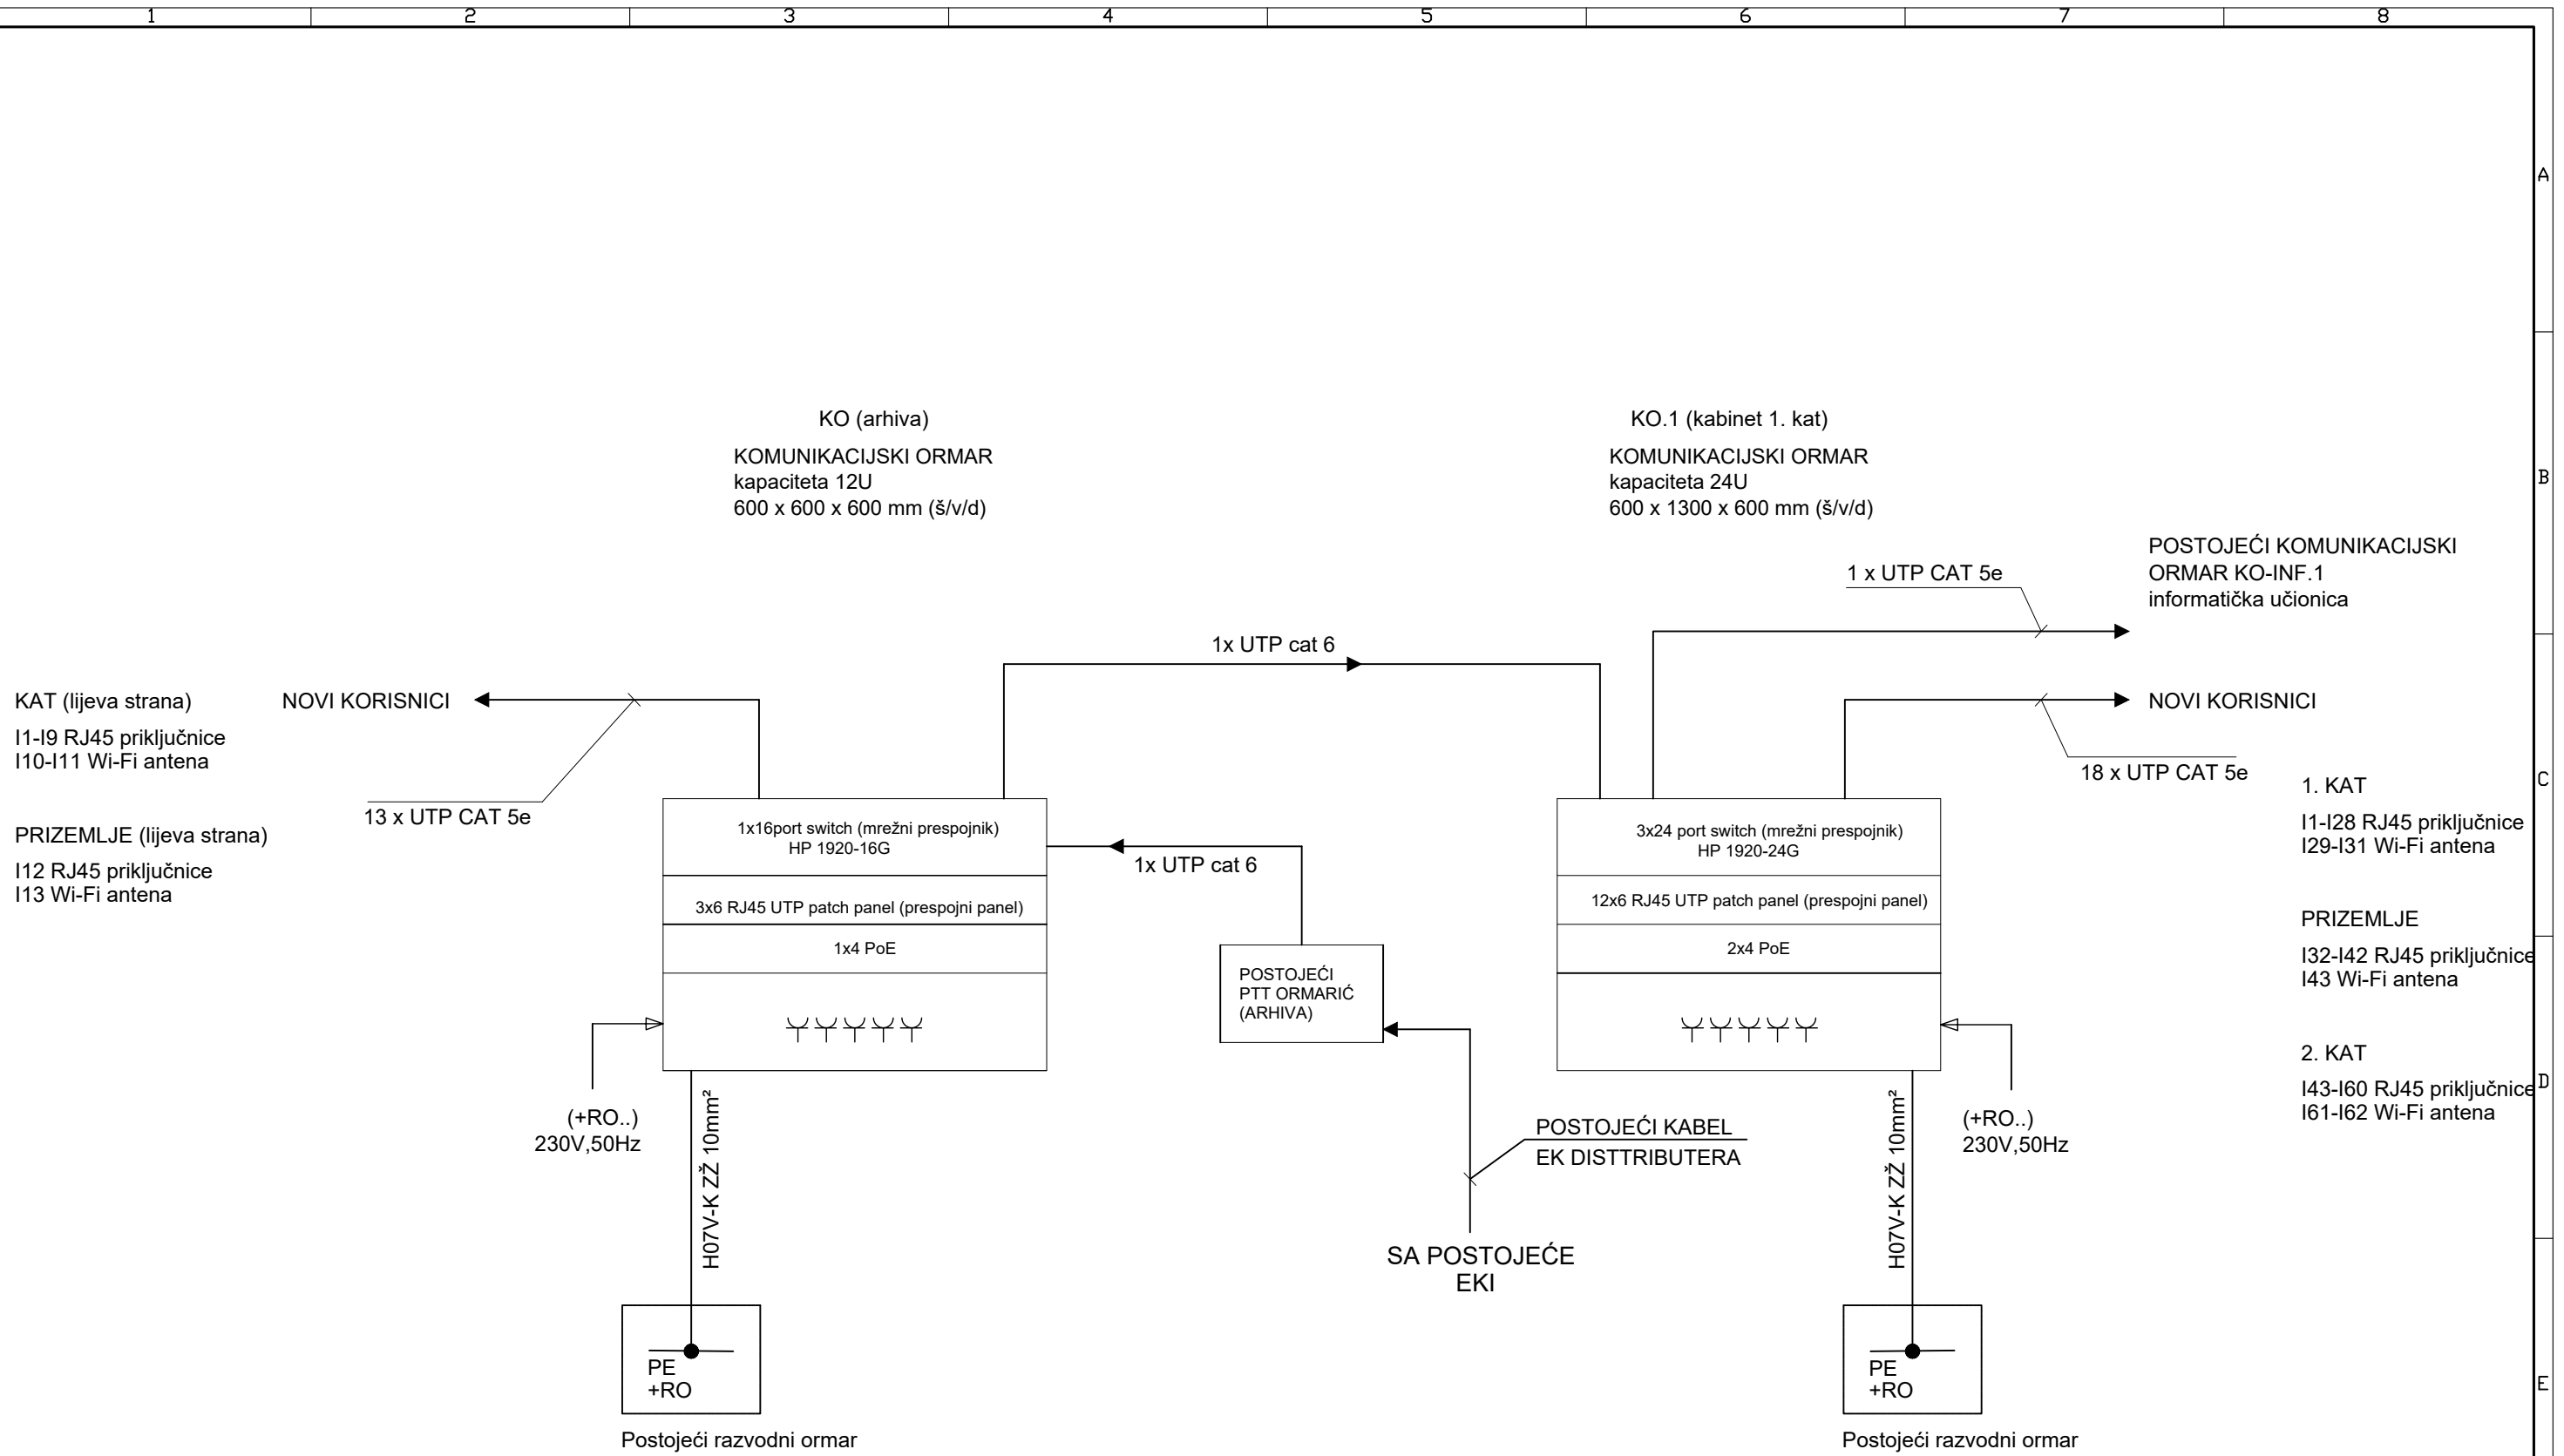 1 2 3 4 5 6 7 8
A
B
C
D
E
KO (arhiva)
KOMUNIKACIJSKI ORMAR
kapaciteta 12U
600 x 600 x 600 mm (š/v/d)
KO.1 (kabinet 1. kat)
KOMUNIKACIJSKI ORMAR
kapaciteta 24U
600 x 1300 x 600 mm (š/v/d)
POSTOJEĆI KOMUNIKACIJSKI
ORMAR KO-INF.1
informatička učionica
1 x UTP CAT 5e
1x UTP cat 6
KAT (lijeva strana)
I1-I9 RJ45 priključnice
I10-I11 Wi-Fi antena
PRIZEMLJE (lijeva strana)
I12 RJ45 priključnice
I13 Wi-Fi antena
NOVI KORISNICI
13 x UTP CAT 5e
NOVI KORISNICI
18 x UTP CAT 5e
1x16port switch (mrežni prespojnik)
HP 1920-16G
3x6 RJ45 UTP patch panel (prespojni panel)
1x4 PoE
1x UTP cat 6
POSTOJEĆI
PTT ORMARIĆ
(ARHIVA)
3x24 port switch (mrežni prespojnik)
HP 1920-24G
12x6 RJ45 UTP patch panel (prespojni panel)
2x4 PoE
1. KAT
I1-I28 RJ45 priključnice
I29-I31 Wi-Fi antena
PRIZEMLJE
I32-I42 RJ45 priključnice
I43 Wi-Fi antena
2. KAT
I43-I60 RJ45 priključnice
I61-I62 Wi-Fi antena
(+RO..)
230V,50Hz
H07V-K ZŽ 10mm²
POSTOJEĆI KABEL
EK DISTTRIBUTERA
SA POSTOJEĆE
EKI
H07V-K ZŽ 10mm²
(+RO..)
230V,50Hz
PE
+RO
Postojeći razvodni ormar
PE
+RO
Postojeći razvodni ormar